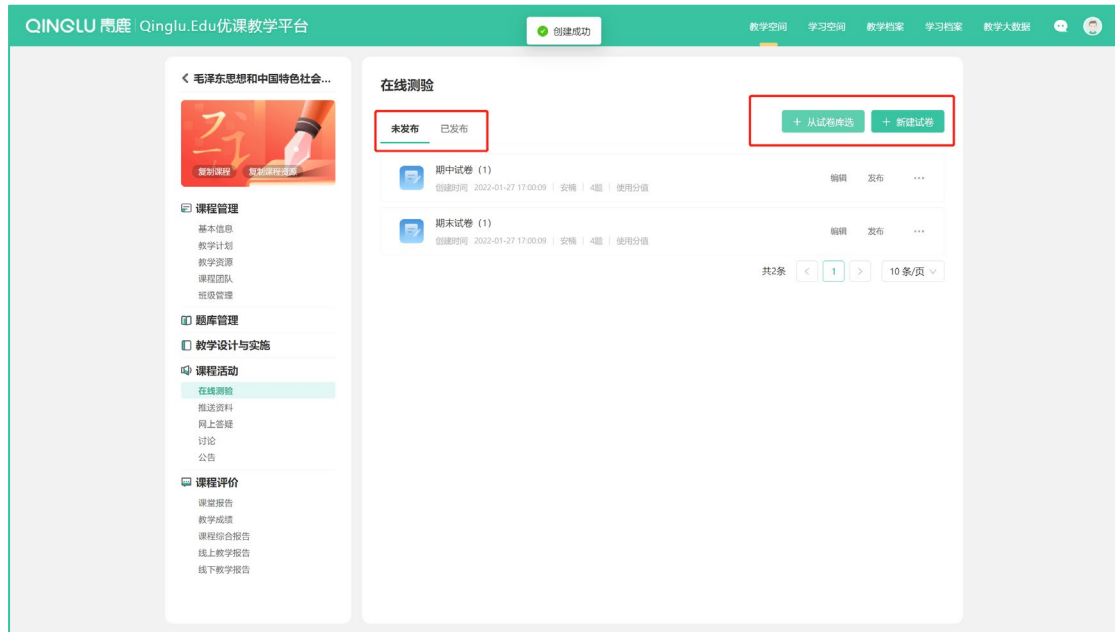 QINGLU 青鹿 Qinglu.Edu优课教学平台
创建成功
教学空间 学习空间 教学档案 学习档案 教学大数据
毛泽东思想和中国特色社会...
复制课程 复制课程资源
课程管理
基本信息
教学计划
教学资源
课程团队
班级管理
题库管理
教学设计与实施
课程活动
在线测验
推送资料
网上答疑
讨论
公告
课程评价
课堂报告
教学成绩
课程综合报告
线上教学报告
线下教学报告
在线测验
未发布 已发布
+ 从试卷库选 + 新建试卷
期中试卷（1）
编辑 发布 ...
创建时间 2022-01-27 17:00:09 | 安楠 | 4题 | 使用分值
期末试卷（1）
编辑 发布 ...
创建时间 2022-01-27 17:00:09 | 安楠 | 4题 | 使用分值
共2条 < 1 > 10 条/页